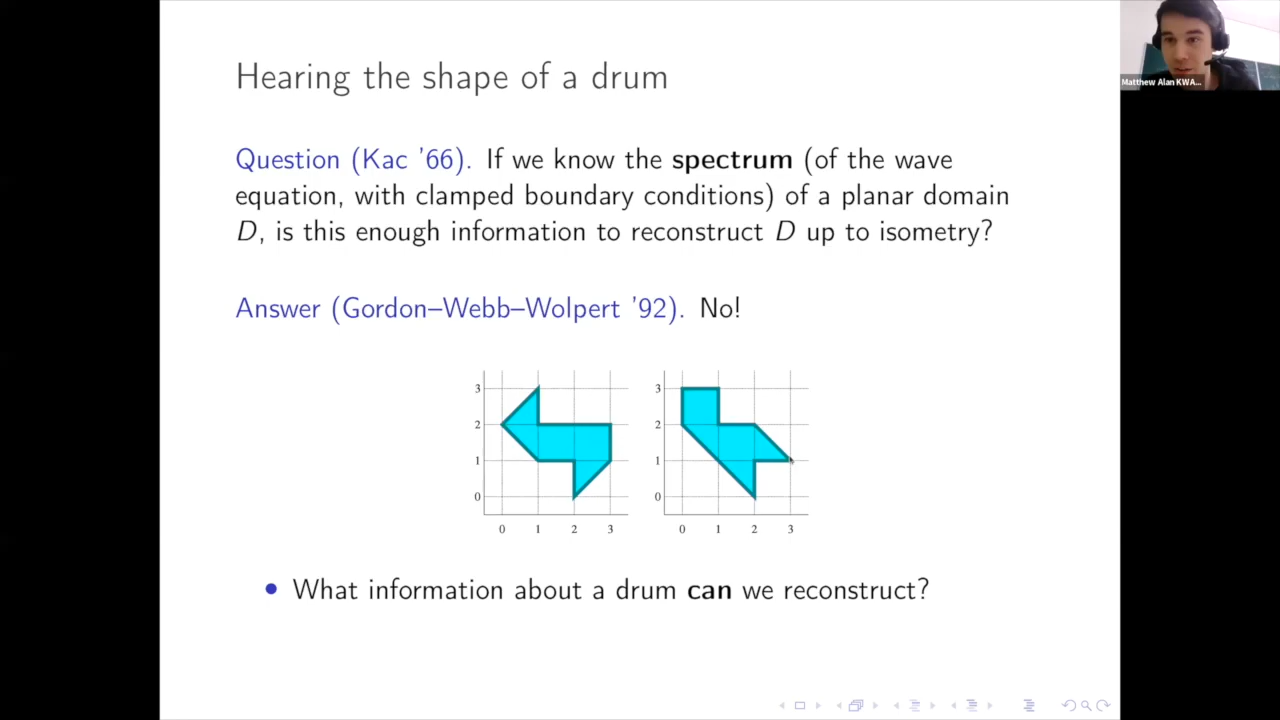 Hearing the shape of a drum
Matthew Alan KWA...
Question (Kac '66). If we know the spectrum (of the wave
equation, with clamped boundary conditions) of a planar domain
D, is this enough information to reconstruct D up to isometry?
Answer (Gordon–Webb–Wolpert '92). No!
3
2
1
0
0 1 2 3
3
2
1
0
0 1 2 3
• What information about a drum can we reconstruct?